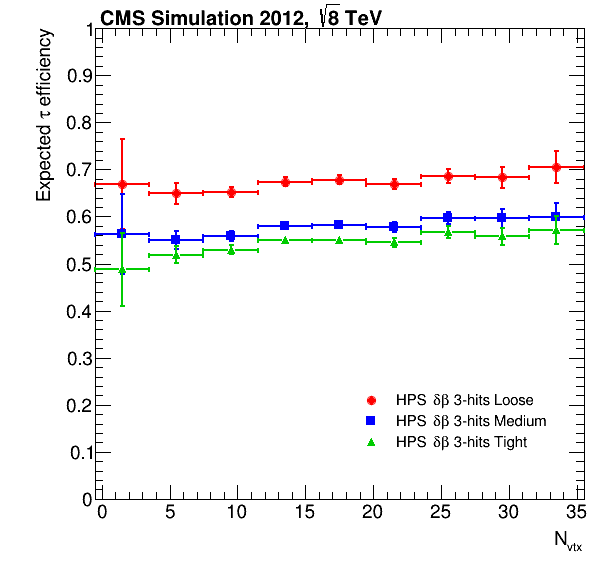 CMS Simulation 2012, √8 TeV
Expected τ efficiency
1
0.9
0.8
0.7
0.6
0.5
0.4
0.3
0.2
0.1
0
HPS δβ 3-hits Loose
HPS δβ 3-hits Medium
HPS δβ 3-hits Tight
0 5 10 15 20 25 30 35
Nvtx